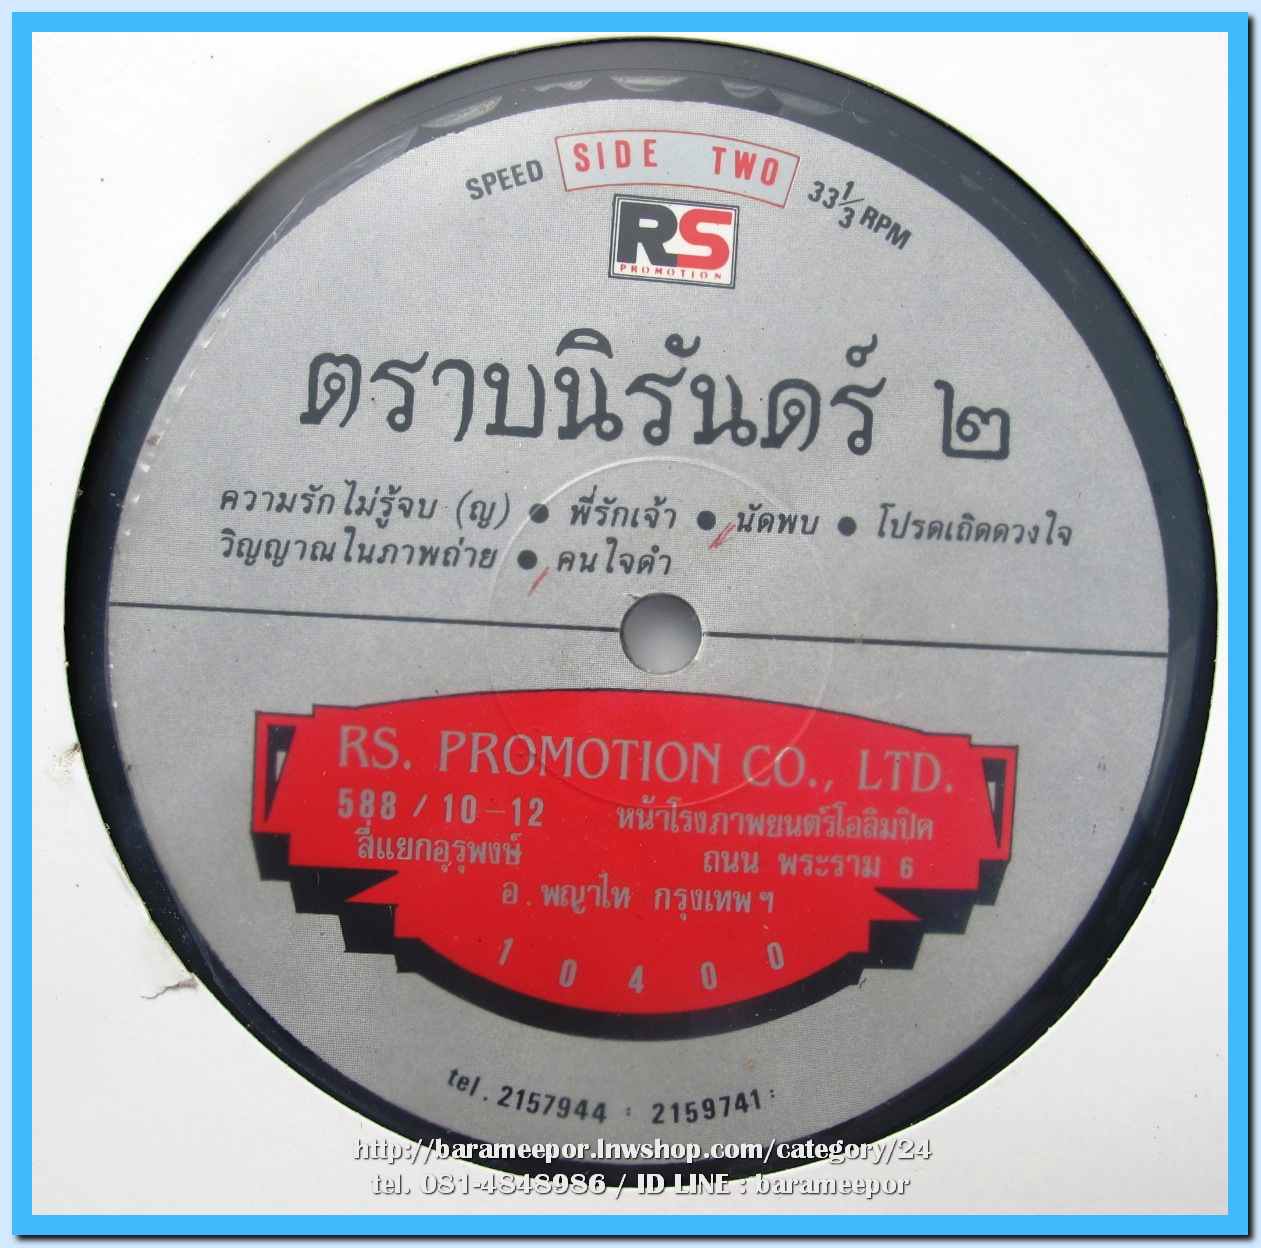 SIDE TWO
SPEED 33 1/3 RPM
RS
PROMOTION
ตราบนิรันดร์ ๒
ความรักไม่รู้จบ (ญ) ● พี่รักเจ้า ● นัดพบ ● โปรดเถิดดวงใจ
วิญญาณในภาพถ่าย ● คนใจดำ
RS. PROMOTION CO., LTD.
588 / 10-12 หน้าโรงภาพยนตร์โอลิมปิค
สี่แยกอุรุพงษ์ ถนน พระราม 6
อ. พญาไท กรุงเทพฯ
10400
tel. 2157944 : 2159741 :
http://barameepor.lnwshop.com/category/24
tel. 081-4848986 / ID LINE : barameepor